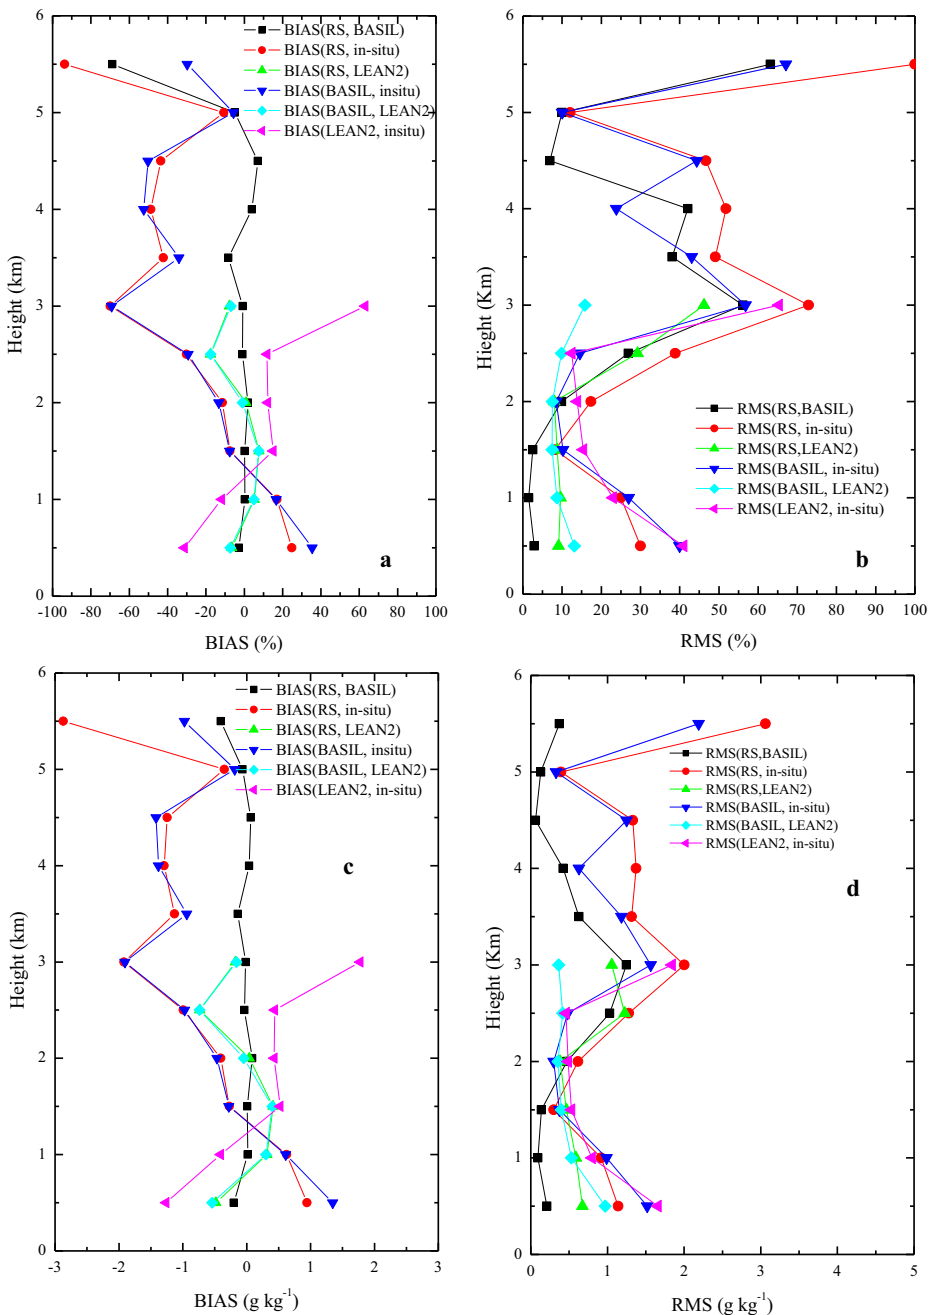 6
5
4
3
2
1
0
Height (km)
BIAS(RS, BASIL)
BIAS(RS, in-situ)
BIAS(RS, LEAN2)
BIAS(BASIL, insitu)
BIAS(BASIL, LEAN2)
BIAS(LEAN2, insitu)
a
-100 -80 -60 -40 -20 0 20 40 60 80 100
BIAS (%)
6
5
4
3
2
1
0
Hieght (Km)
RMS(RS,BASIL)
RMS(RS, in-situ)
RMS(RS,LEAN2)
RMS(BASIL, in-situ)
RMS(BASIL, LEAN2)
RMS(LEAN2, in-situ)
b
0 10 20 30 40 50 60 70 80 90 100
RMS (%)
6
5
4
3
2
1
0
Height (km)
BIAS(RS, BASIL)
BIAS(RS, in-situ)
BIAS(RS, LEAN2)
BIAS(BASIL, insitu)
BIAS(BASIL, LEAN2)
BIAS(LEAN2, in-situ)
c
-3 -2 -1 0 1 2 3
BIAS (g kg-1)
6
5
4
3
2
1
0
Hieght (Km)
RMS(RS,BASIL)
RMS(RS, in-situ)
RMS(RS,LEAN2)
RMS(BASIL, in-situ)
RMS(BASIL, LEAN2)
RMS(LEAN2, in-situ)
d
0 1 2 3 4 5
RMS (g kg-1)